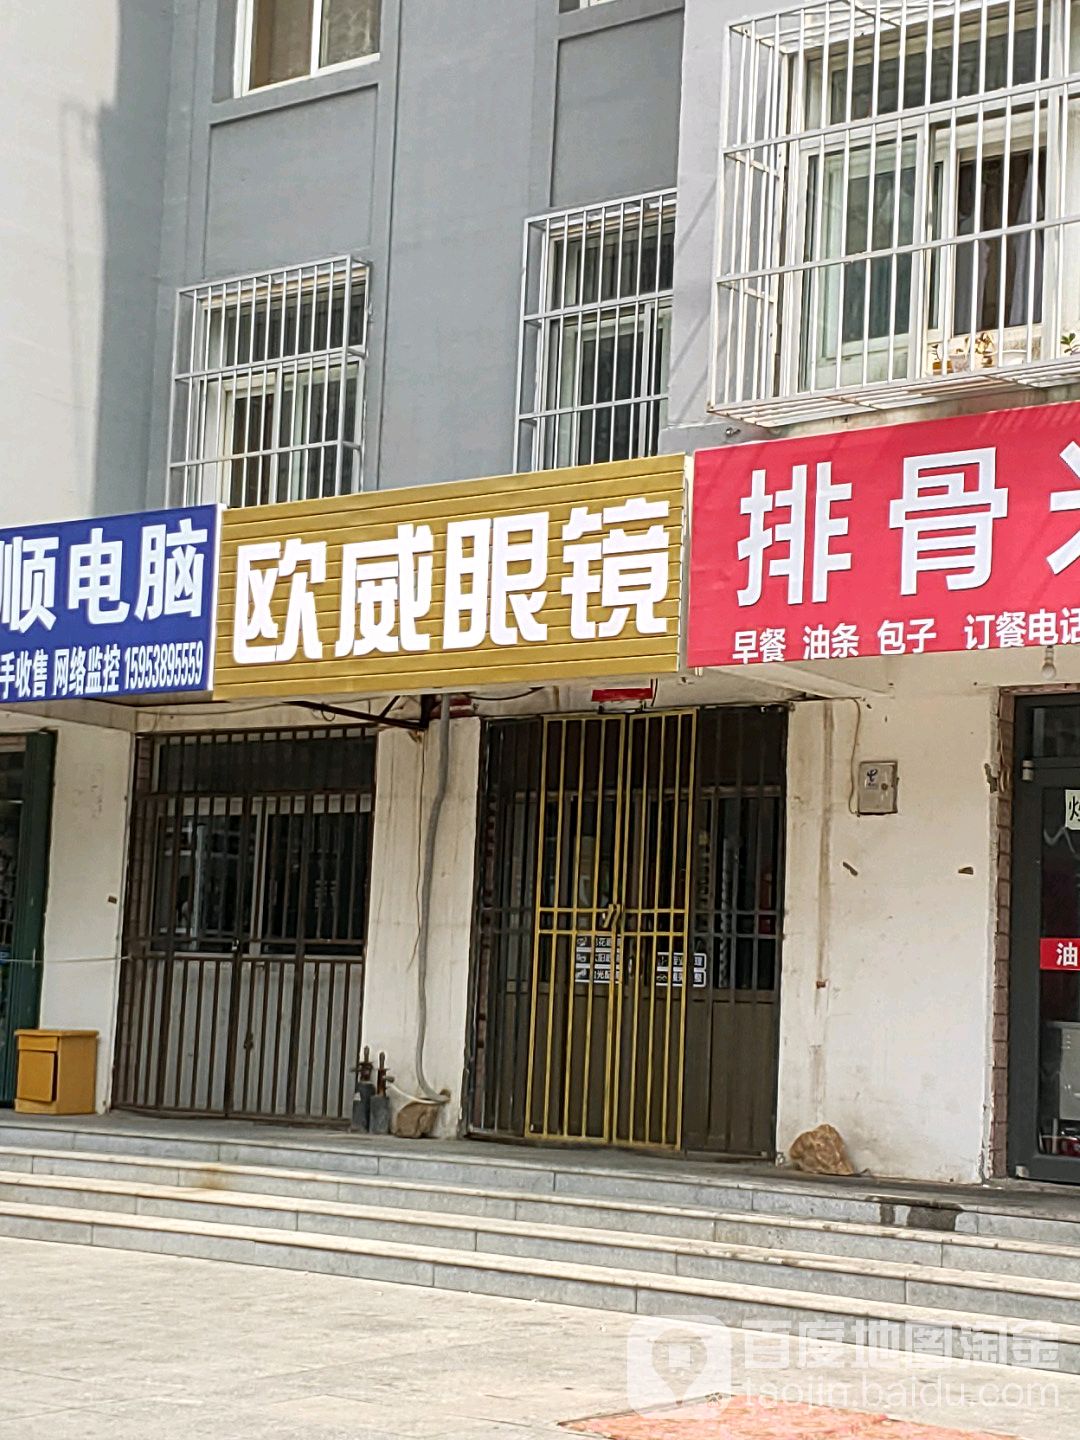 顺电脑
手收售 网络监控 15953895559
欧威眼镜
排骨
早餐 油条 包子 订餐电话
油
百度地图淘金
taojin.baidu.com